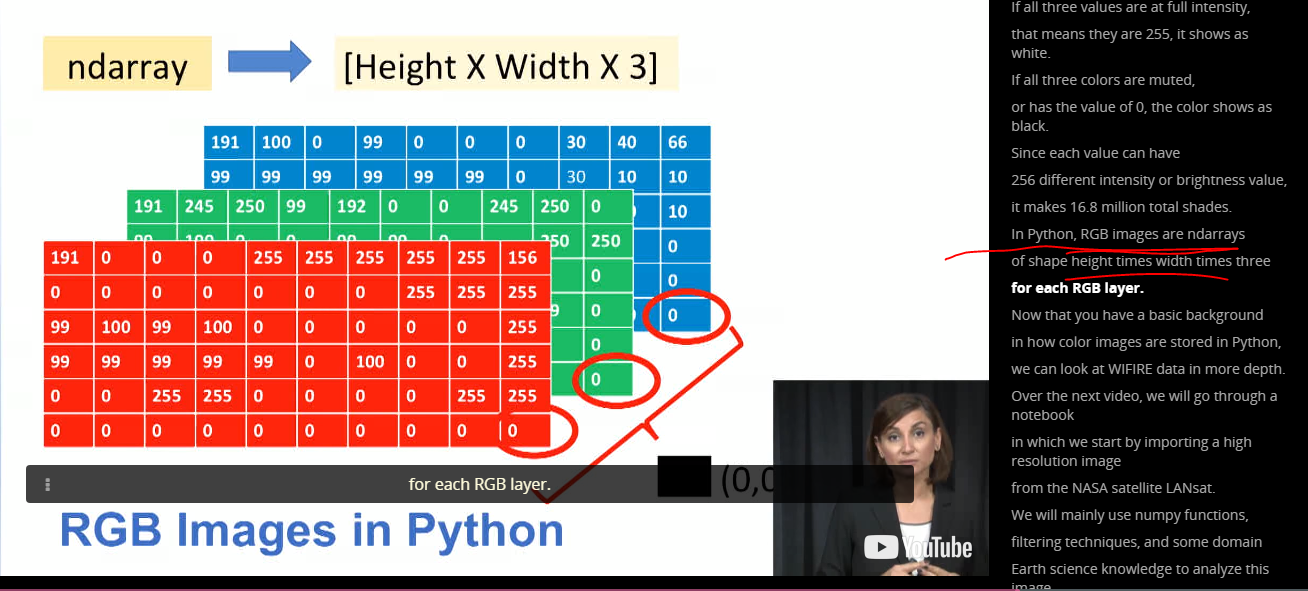 ndarray
[Height X Width X 3]
191 100 0 99 0 0 0 30 40 66
99 99 99 99 99 99 0 30 10 10
10
0
0
0
191 245 250 99 192 0 0 245 250 0
250 250
0
9 0
0
0
191 0 0 0 255 255 255 255 255 156
0 0 0 0 0 0 0 255 255 255
99 100 99 100 0 0 0 0 0 255
99 99 99 99 99 0 100 0 0 255
0 0 255 255 0 0 0 0 255 255
0 0 0 0 0 0 0 0 0 0
(0,0
for each RGB layer.
RGB Images in Python
YouTube
If all three values are at full intensity,
that means they are 255, it shows as
white.
If all three colors are muted,
or has the value of 0, the color shows as
black.
Since each value can have
256 different intensity or brightness value,
it makes 16.8 million total shades.
In Python, RGB images are ndarrays
of shape height times width times three
for each RGB layer.
Now that you have a basic background
in how color images are stored in Python,
we can look at WIFIRE data in more depth.
Over the next video, we will go through a
notebook
in which we start by importing a high
resolution image
from the NASA satellite LANsat.
We will mainly use numpy functions,
filtering techniques, and some domain
Earth science knowledge to analyze this
image